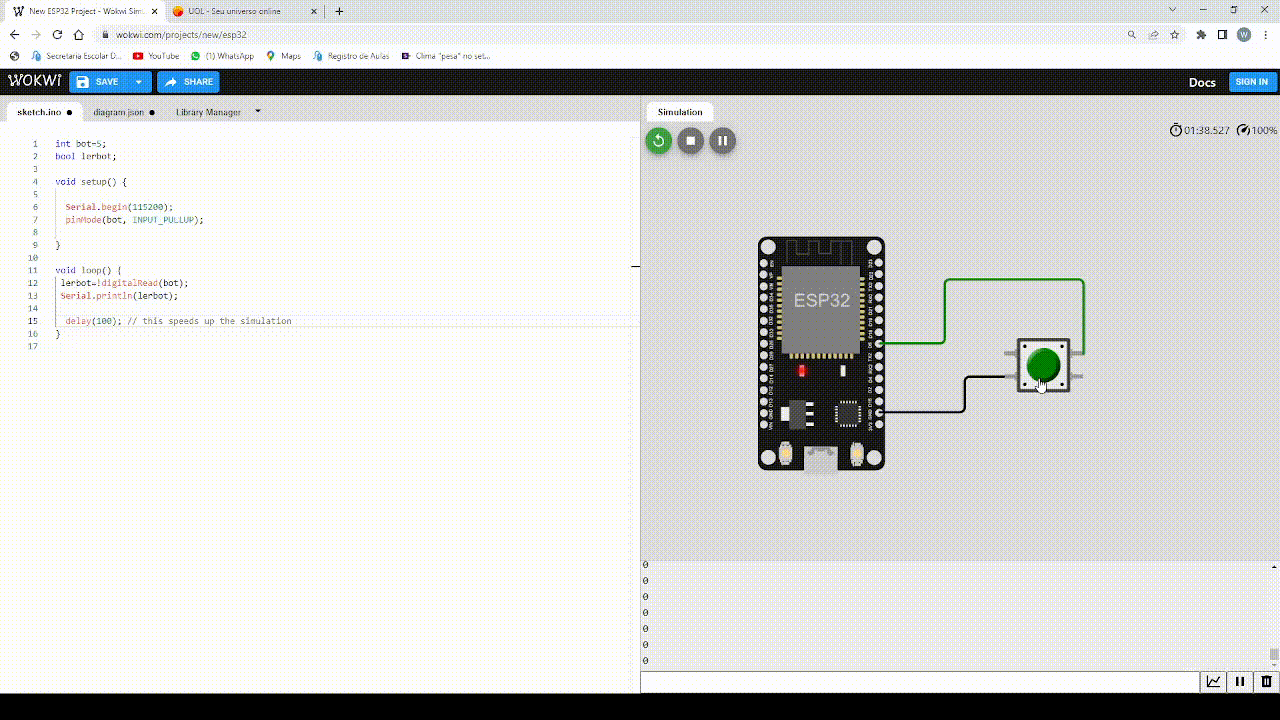 New ESP32 Project - Wokwi Sim
UOL - Seu universo online
wokwi.com/projects/new/esp32
W
Secretaria Escolar D...
YouTube
(1) WhatsApp
Maps
Registro de Aulas
Clima "pesa" no set...
WOKWI
SAVE
SHARE
Docs
SIGN IN
sketch.ino
diagram.json
Library Manager
Simulation
01:38.527
100%
1 int bot=5;
2 bool lerbot;
3
4 void setup() {
5
6 Serial.begin(115200);
7 pinMode(bot, INPUT_PULLUP);
8
9 }
10
11 void loop() {
12 lerbot=!digitalRead(bot);
13 Serial.println(lerbot);
14
15 delay(100); // this speeds up the simulation
16 }
17
ESP32
0
0
0
0
0
0
0